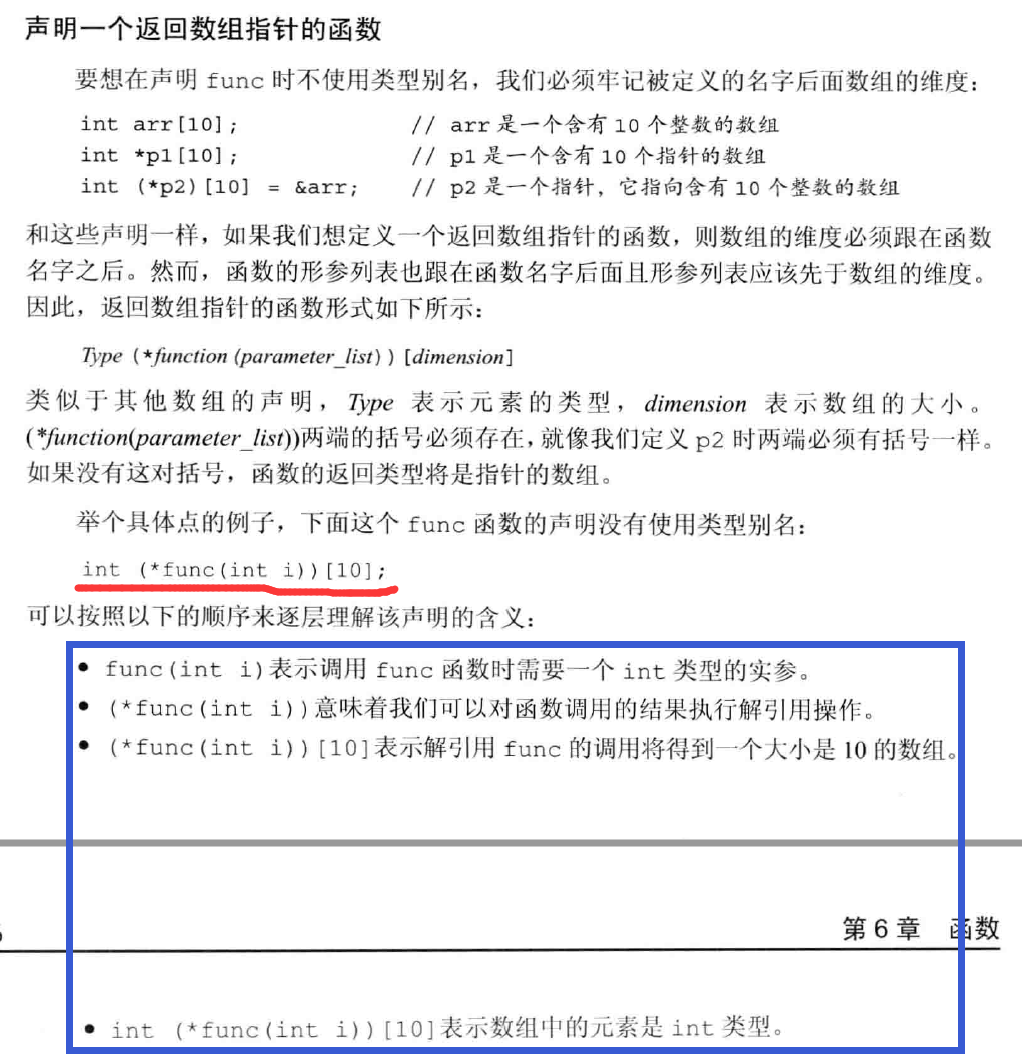 声明一个返回数组指针的函数
要想在声明 func 时不使用类型别名，我们必须牢记被定义的名字后面数组的维度：
int arr[10]; // arr 是一个含有 10 个整数的数组
int *p1[10]; // p1 是一个含有 10 个指针的数组
int (*p2)[10] = &arr; // p2 是一个指针，它指向含有 10 个整数的数组
和这些声明一样，如果我们想定义一个返回数组指针的函数，则数组的维度必须跟在函数
名字之后。然而，函数的形参列表也跟在函数名字后面且形参列表应该先于数组的维度。
因此，返回数组指针的函数形式如下所示：
Type (*function (parameter_list)) [dimension]
类似于其他数组的声明，Type 表示元素的类型，dimension 表示数组的大小。
(*function(parameter_list))两端的括号必须存在，就像我们定义 p2 时两端必须有括号一样。
如果没有这对括号，函数的返回类型将是指针的数组。
举个具体点的例子，下面这个 func 函数的声明没有使用类型别名：
int (*func(int i))[10];
可以按照以下的顺序来逐层理解该声明的含义：
● func(int i)表示调用 func 函数时需要一个 int 类型的实参。
● (*func(int i))意味着我们可以对函数调用的结果执行解引用操作。
● (*func(int i))[10]表示解引用 func 的调用将得到一个大小是 10 的数组。
第 6 章 函数
● int (*func(int i))[10]表示数组中的元素是 int 类型。